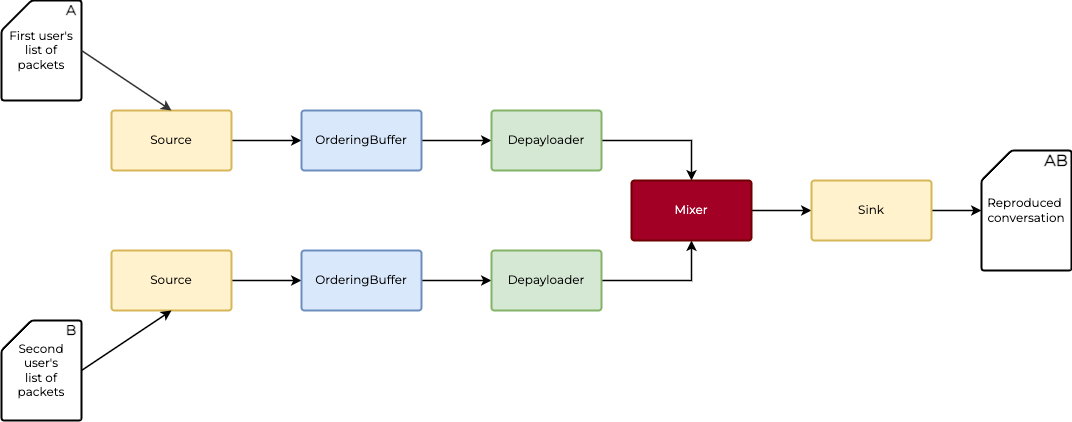 A
First user's
list of
packets
Source
OrderingBuffer
Depayloader
Mixer
Sink
AB
Reproduced
conversation
Source
OrderingBuffer
Depayloader
B
Second
user's
list of
packets